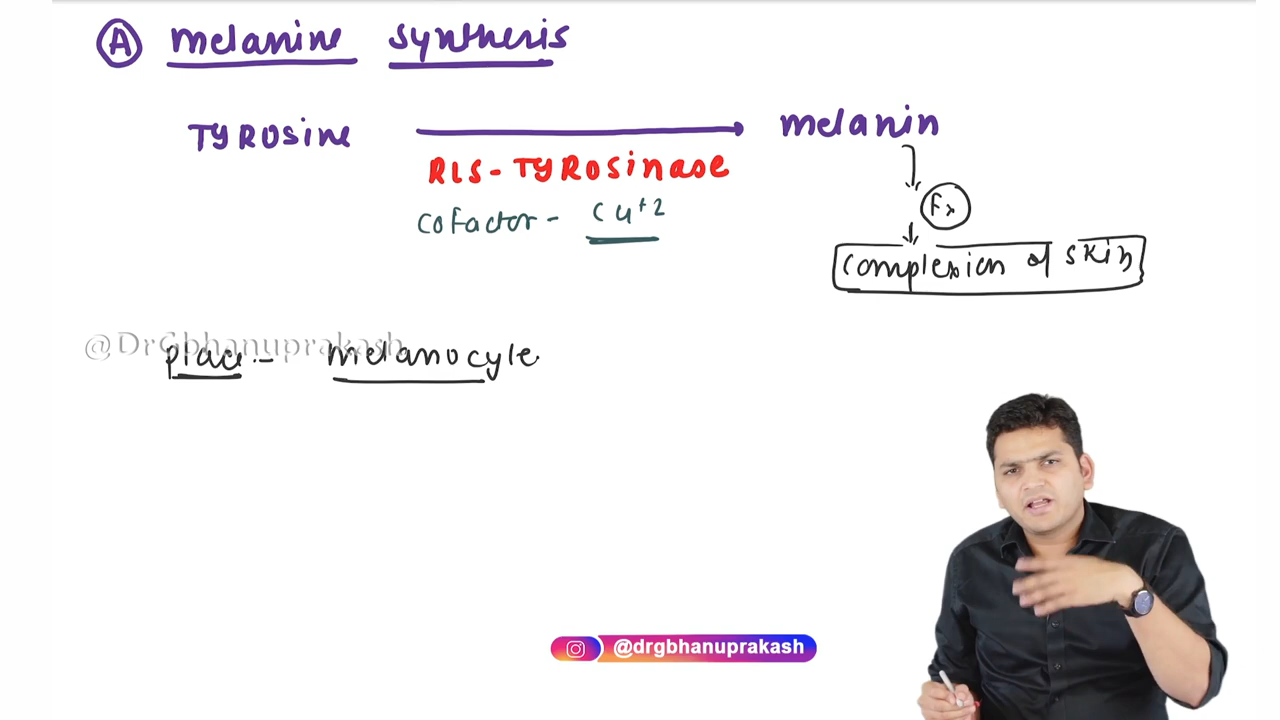 A melanine synthesis
TYROSine melanin
RLS-TYROsinase
cofactor- Cu+2
Fx
complexion of skin
@DrGbhanuprakash
place:- melanocyte
@drgbhanuprakash